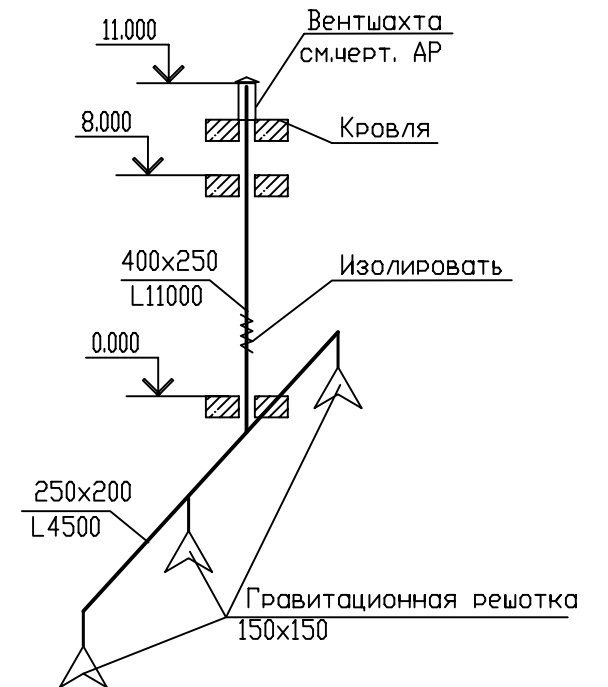 11.000
Вентшахта
см.черт. АР
8.000
Кровля
400x250
L11000
Изолировать
0.000
250x200
L4500
Гравитационная решотка
150x150